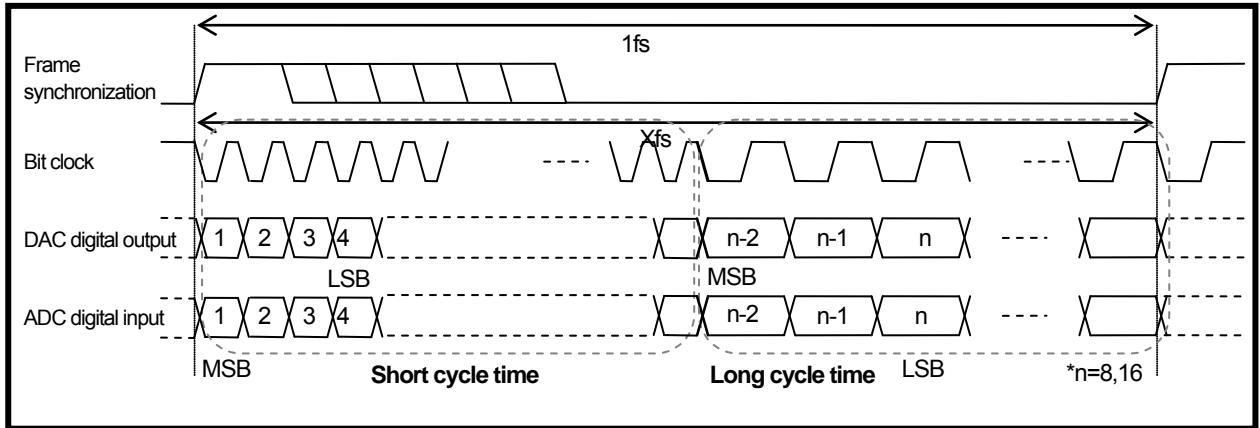 1fs
Frame
synchronization
Xfs
Bit clock
DAC digital output 1 2 3 4 n-2 n-1 n
LSB MSB
ADC digital input 1 2 3 4 n-2 n-1 n
MSB Short cycle time Long cycle time LSB *n=8,16